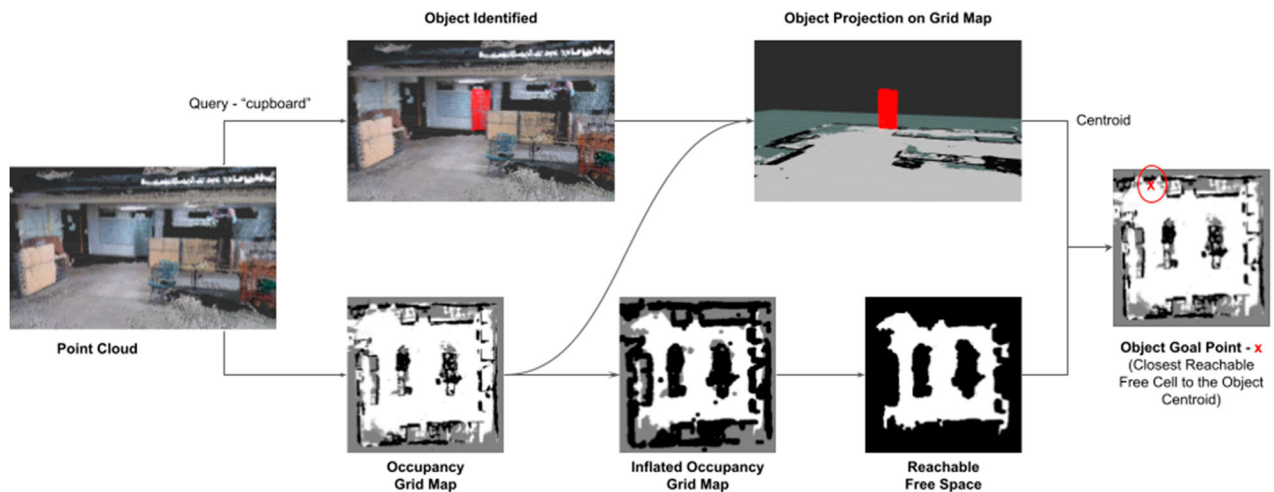 Object Identified
Object Projection on Grid Map
Query - “cupboard”
Centroid
x
Point Cloud
Object Goal Point - x
(Closest Reachable
Free Cell to the Object
Centroid)
Occupancy
Grid Map
Inflated Occupancy
Grid Map
Reachable
Free Space